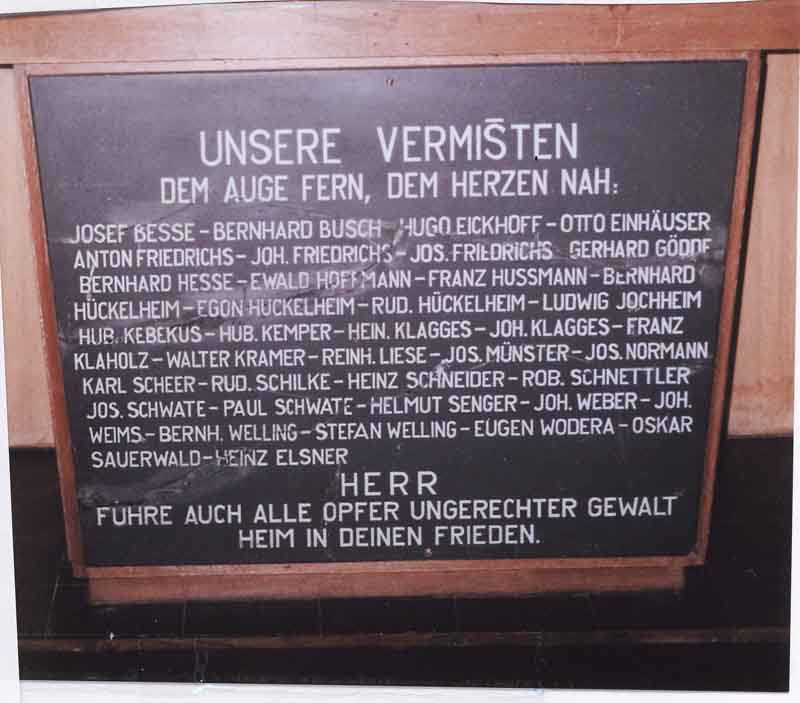 UNSERE VERMIS̄TEN
DEM AUGE FERN, DEM HERZEN NAH:
JOSEF BESSE – BERNHARD BUSCH HUGO EICKHOFF – OTTO EINHÄUSER
ANTON FRIEDRICHS – JOH. FRIEDRICHS – JOS. FRIEDRICHS GERHARD GÖDDE
BERNHARD HESSE – EWALD HOFFMANN – FRANZ HUSSMANN – BERNHARD
HÜCKELHEIM – EGON HUCKELHEIM – RUD. HÜCKELHEIM – LUDWIG JOCHHEIM
HUB. KEBEKUS – HUB. KEMPER – HEIN. KLAGGES – JOH. KLAGGES – FRANZ
KLAHOLZ – WALTER KRAMER – REINH. LIESE – JOS. MÜNSTER – JOS. NORMANN
KARL SCHEER – RUD. SCHILKE – HEINZ SCHNEIDER – ROB. SCHNETTLER
JOS. SCHWATE – PAUL SCHWATE – HELMUT SENGER – JOH. WEBER – JOH.
WEIMS. – BERNH. WELLING – STEFAN WELLING – EUGEN WODERA – OSKAR
SAUERWALD – HEINZ ELSNER
HERR
FÜHRE AUCH ALLE OPFER UNGERECHTER GEWALT
HEIM IN DEINEN FRIEDEN.